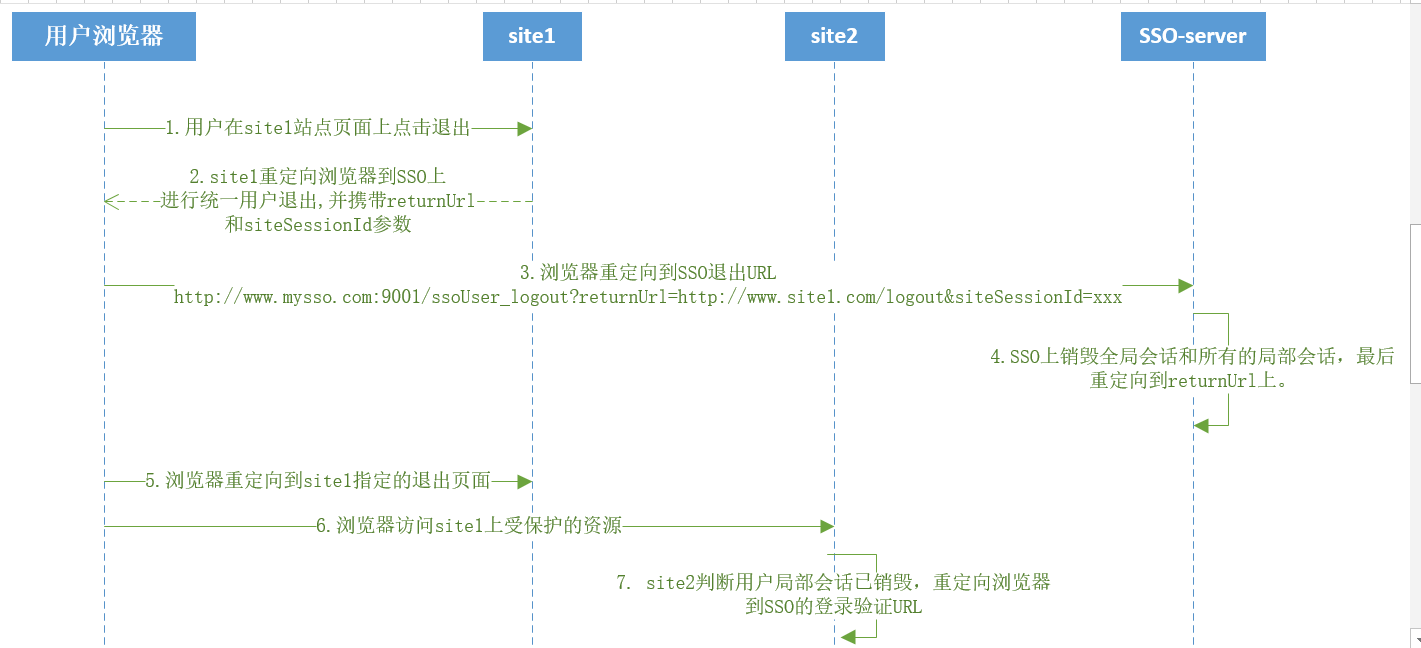 用户浏览器
site1
site2
SSO-server
1.用户在site1站点页面上点击退出
2.site1重定向浏览器到SSO上
进行统一用户退出,并携带returnUrl
和siteSessionId参数
3.浏览器重定向到SSO退出URL
http://www.mysso.com:9001/ssoUser_logout?returnUrl=http://www.site1.com/logout&siteSessionId=xxx
4.SSO上销毁全局会话和所有的局部会话，最后
重定向到returnUrl上。
5.浏览器重定向到site1指定的退出页面
6.浏览器访问site1上受保护的资源
7. site2判断用户局部会话已销毁，重定向浏览器
到SSO的登录验证URL